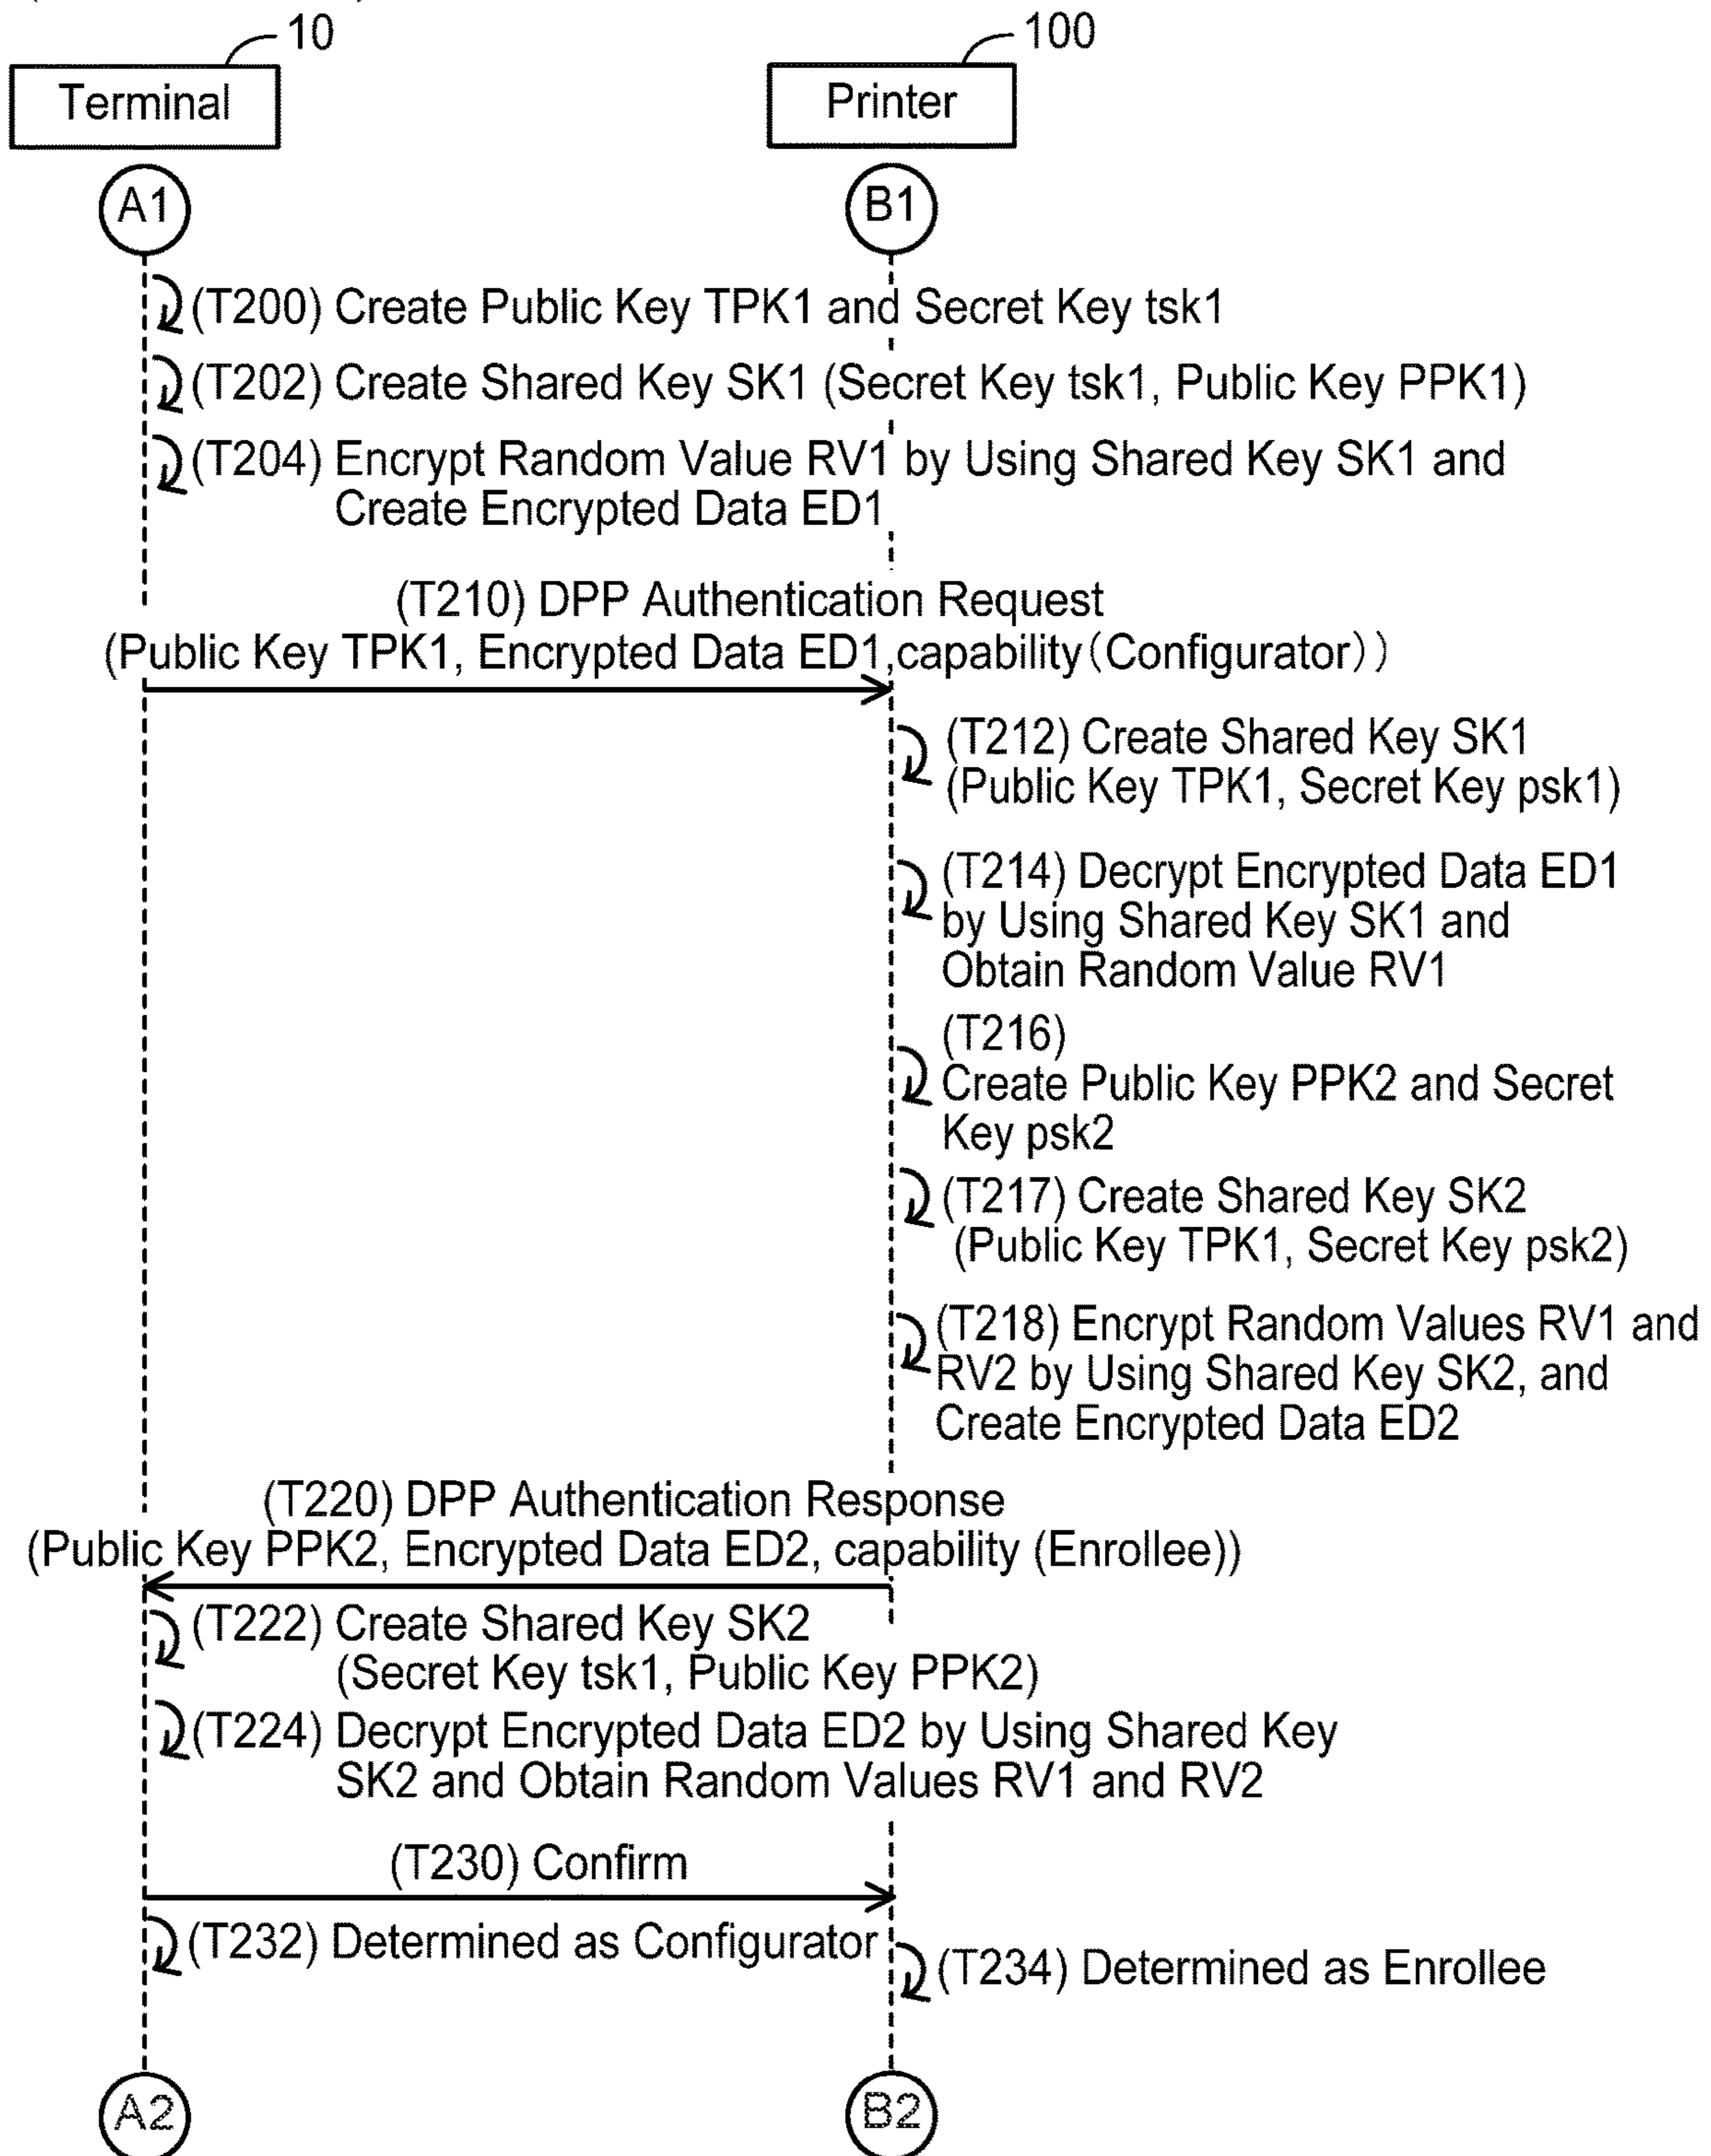 10
100
Terminal
Printer
A1
B1
(T200) Create Public Key TPK1 and Secret Key tsk1
(T202) Create Shared Key SK1 (Secret Key tsk1, Public Key PPK1)
(T204) Encrypt Random Value RV1 by Using Shared Key SK1 and
Create Encrypted Data ED1
(T210) DPP Authentication Request
(Public Key TPK1, Encrypted Data ED1,capability(Configurator))
(T212) Create Shared Key SK1
(Public Key TPK1, Secret Key psk1)
(T214) Decrypt Encrypted Data ED1
by Using Shared Key SK1 and
Obtain Random Value RV1
(T216)
Create Public Key PPK2 and Secret
Key psk2
(T217) Create Shared Key SK2
(Public Key TPK1, Secret Key psk2)
(T218) Encrypt Random Values RV1 and
RV2 by Using Shared Key SK2, and
Create Encrypted Data ED2
(T220) DPP Authentication Response
(Public Key PPK2, Encrypted Data ED2, capability (Enrollee))
(T222) Create Shared Key SK2
(Secret Key tsk1, Public Key PPK2)
(T224) Decrypt Encrypted Data ED2 by Using Shared Key
SK2 and Obtain Random Values RV1 and RV2
(T230) Confirm
(T232) Determined as Configurator
(T234) Determined as Enrollee
A2
B2